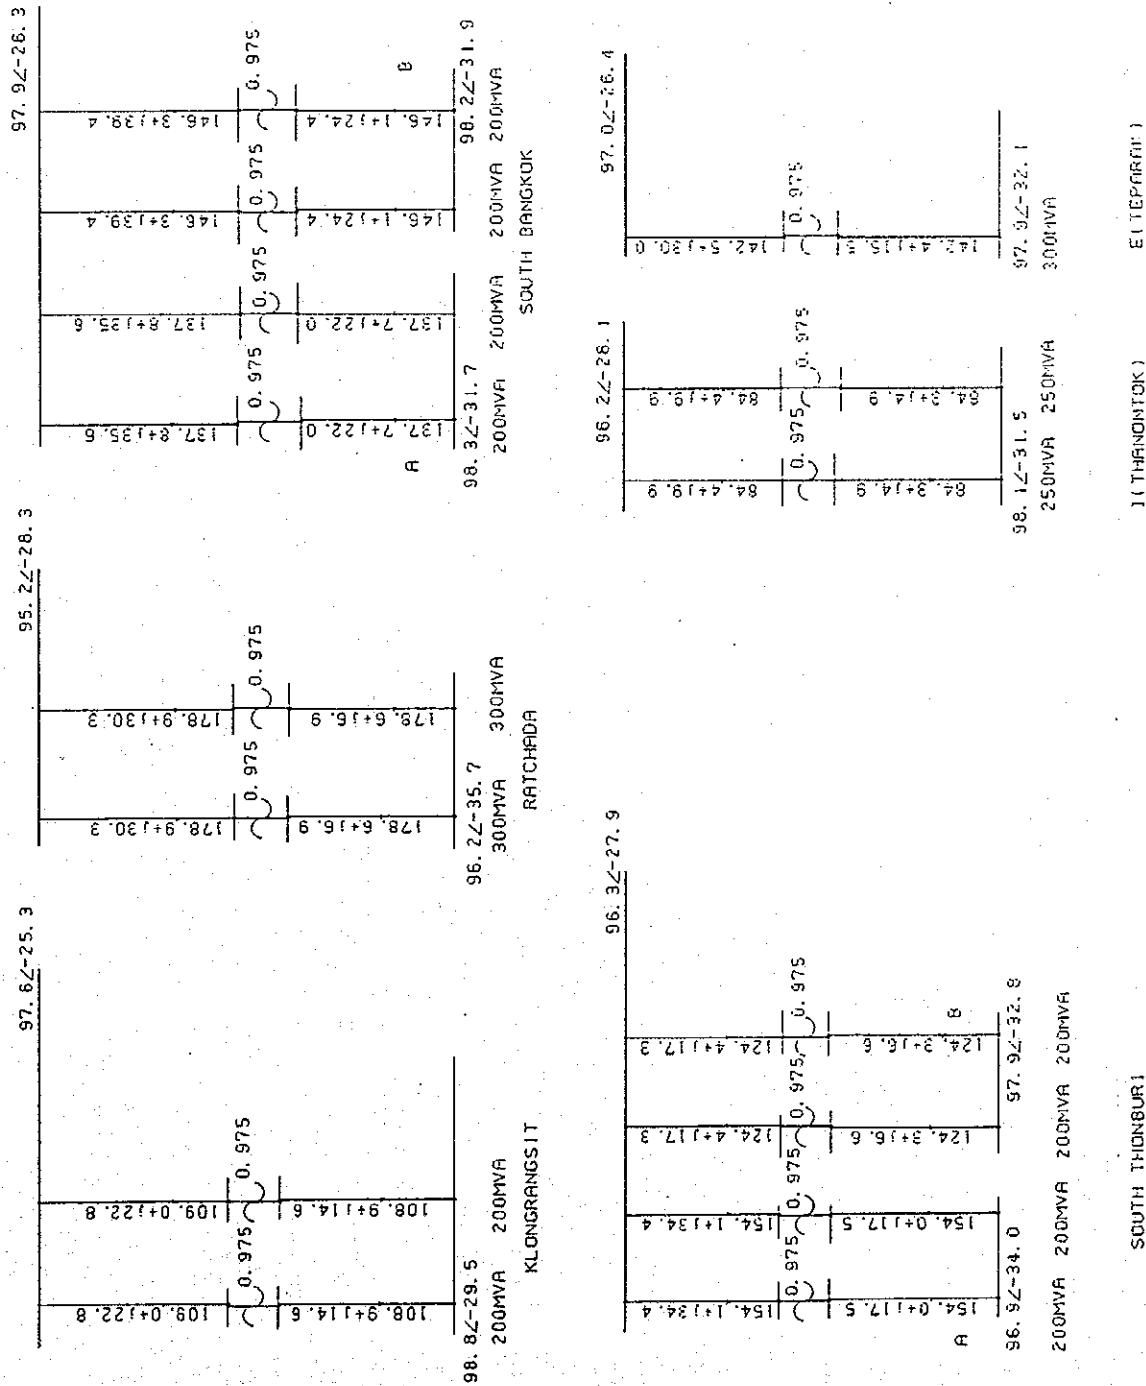 97.6∠-25.3
109.0+j22.8
109.0+j22.8
0.975
0.975
108.9+j14.6
108.9+j14.6
98.8∠-29.5
200MVA 200MVA
KLONGRANGSIT
95.2∠-28.3
178.9+j30.3
178.9+j30.3
0.975
0.975
178.6+j6.9
178.6+j6.9
96.2∠-35.7
300MVA 300MVA
RATCHADA
97.9∠-26.3
137.8+j35.6
137.8+j35.6
146.3+j39.4
146.3+j39.4
0.975
0.975
0.975
0.975
137.7+j22.0
137.7+j22.0
146.1+j24.4
146.1+j24.4
A
B
98.3∠-31.7
98.2∠-31.9
200MVA 200MVA 200MVA 200MVA
SOUTH BANGKOK
96.3∠-27.9
154.1+j34.4
154.1+j34.4
124.4+j17.3
124.4+j17.3
0.975
0.975
0.975
0.975
154.0+j17.5
154.0+j17.5
124.3+j6.6
124.3+j6.6
A
B
96.9∠-34.0
97.9∠-32.8
200MVA 200MVA 200MVA 200MVA
SOUTH THONBURI
96.2∠-28.1
84.4+j9.9
84.4+j9.9
0.975
0.975
84.3+j4.9
84.3+j4.9
98.1∠-31.5
250MVA 250MVA
1(THANONTOK)
97.0∠-26.4
142.5+j30.0
0.975
142.4+j15.5
97.9∠-32.1
300MVA
E(TEPARAK)